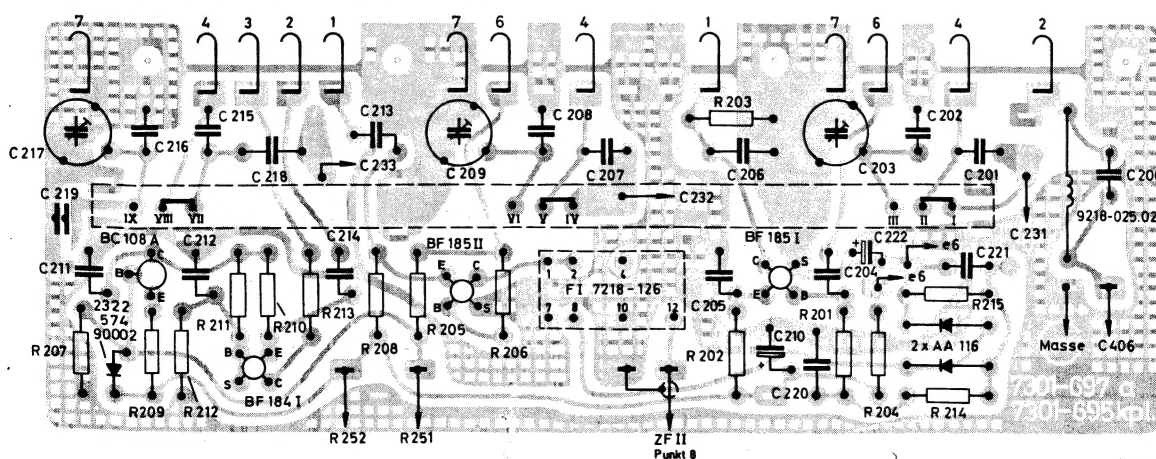 7 4 3 2 1 7 6 4 1 7 6 4 2
C 217
C 216
C 215
C 218
C 213
C 233
C 209
C 208
C 207
R 203
C 206
C 203
C 202
C 201
C 219
IX VIII VII
VI V IV
C 232
III II I
C 231
9218-025.02
BC 108 A
C 212
C 214
BF 185 II
BF 185 I
C 222
e6
e6
C 221
C 211
C
B
E
E C
B S
1 2 4
FI 7218-126
7 8 10 12
C 205
C S
E B
C 204
2322
574
90002
R 211
R 210
R 213
R 205
R 206
R 201
R 215
R 207
R 208
B E
S C
R 202
C 210
2 x AA 116
Masse
C 406
R 209
R 212
BF 184 I
C 220
R 204
R 214
730I-697 a
730I-695kpl.
R 252
R 251
ZF II
Punkt 8